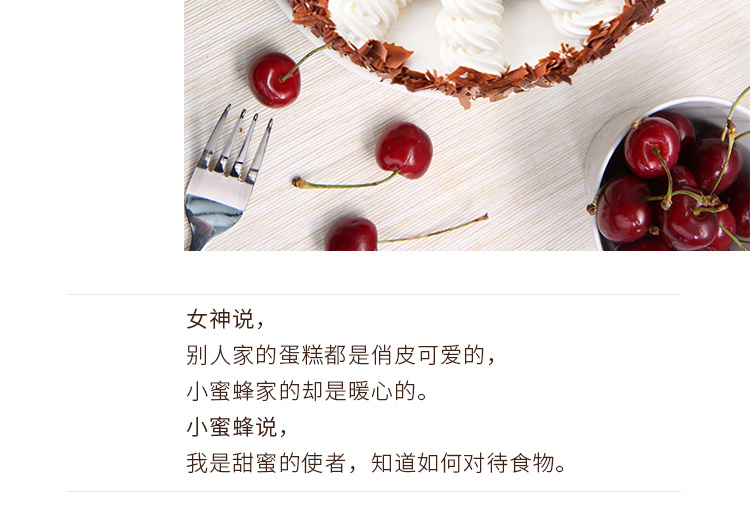 女神说，
别人家的蛋糕都是俏皮可爱的，
小蜜蜂家的却是暖心的。
小蜜蜂说，
我是甜蜜的使者，知道如何对待食物。